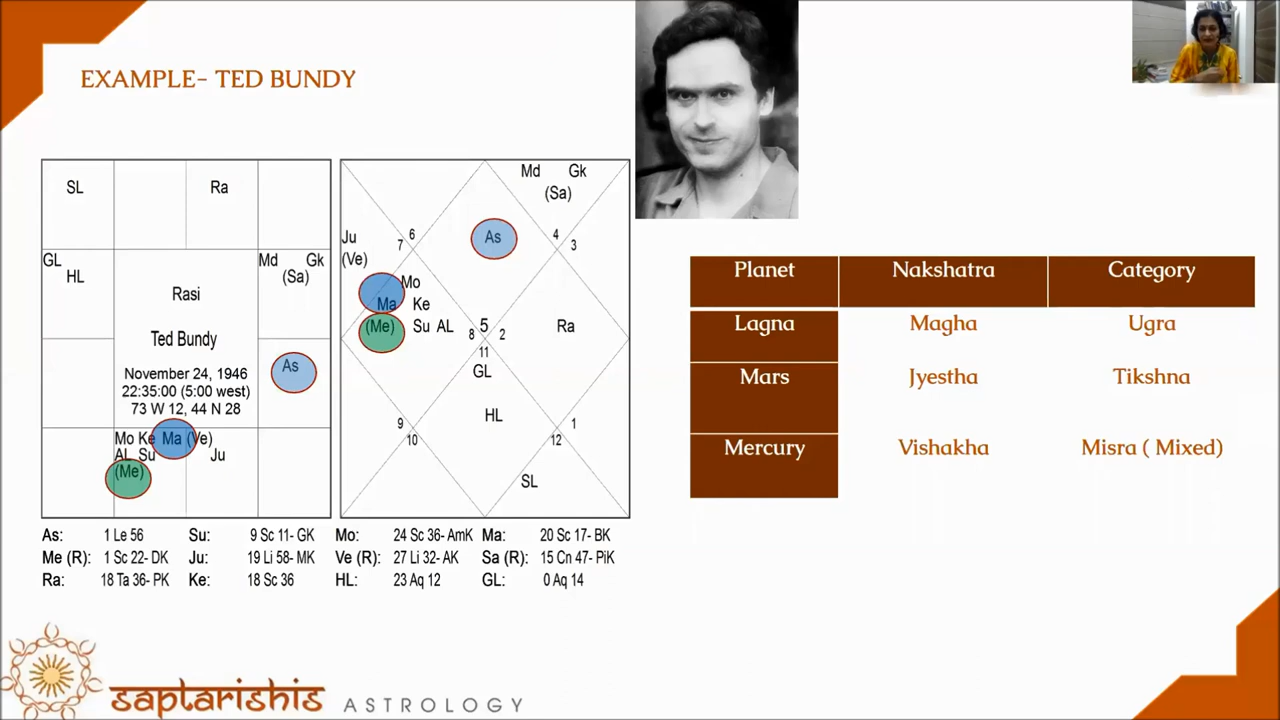 EXAMPLE- TED BUNDY
SL
Ra
GL
HL
Md Gk
(Sa)
Rasi
Ted Bundy
November 24, 1946
22:35:00 (5:00 west)
73 W 12, 44 N 28
As
Mo Ke Ma (Ve)
AL Su Ju
(Me)
Md Gk
(Sa)
As
Ju
(Ve)
6
7
4
3
Mo
Ma Ke
(Me) Su AL
5
8 2
11
Ra
GL
HL
9
10
1
12
SL
As: 1 Le 56 Su: 9 Sc 11- GK Mo: 24 Sc 36- AmK Ma: 20 Sc 17- BK
Me (R): 1 Sc 22- DK Ju: 19 Li 58- MK Ve (R): 27 Li 32- AK Sa (R): 15 Cn 47- PiK
Ra: 18 Ta 36- PK Ke: 18 Sc 36 HL: 23 Aq 12 GL: 0 Aq 14
Planet Nakshatra Category
Lagna Magha Ugra
Mars Jyestha Tikshna
Mercury Vishakha Misra ( Mixed)
saptarishis ASTROLOGY